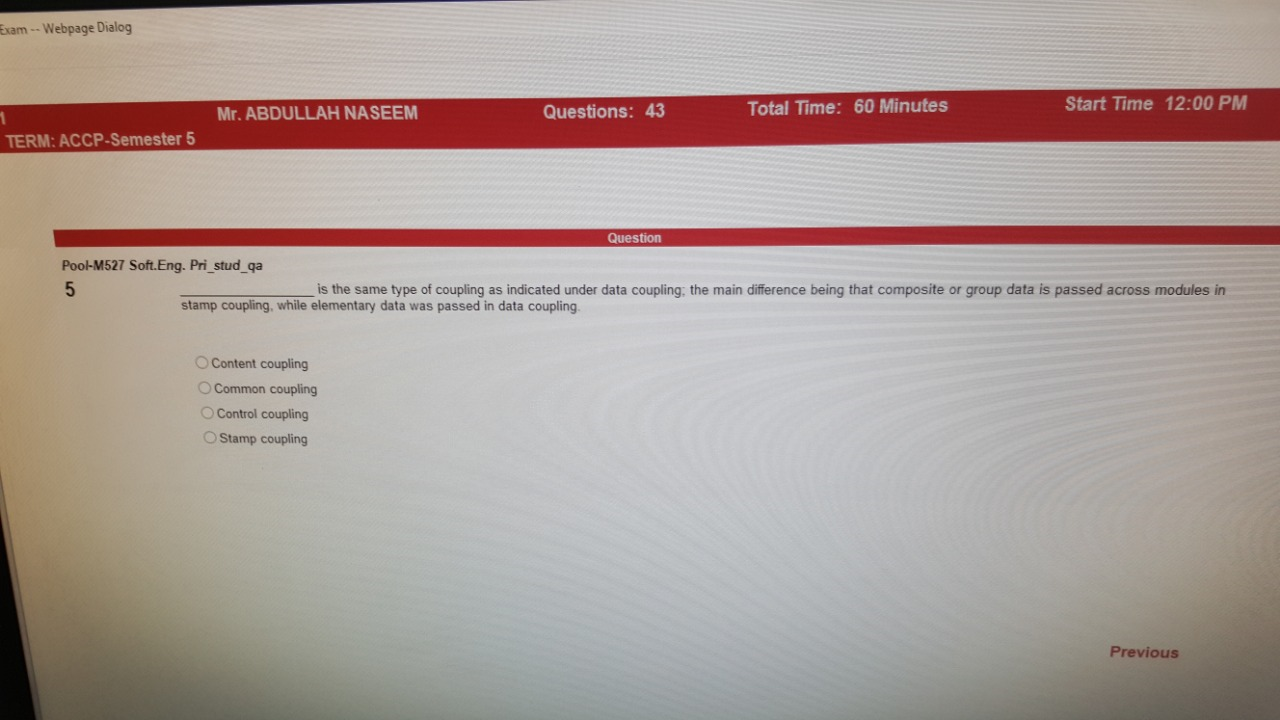 Exam -- Webpage Dialog
1 Mr. ABDULLAH NASEEM Questions: 43 Total Time: 60 Minutes Start Time 12:00 PM
TERM: ACCP-Semester 5
Question
Pool-M527 Soft.Eng. Pri_stud_qa
5 ____________________ is the same type of coupling as indicated under data coupling; the main difference being that composite or group data is passed across modules in
stamp coupling, while elementary data was passed in data coupling.
Content coupling
Common coupling
Control coupling
Stamp coupling
Previous